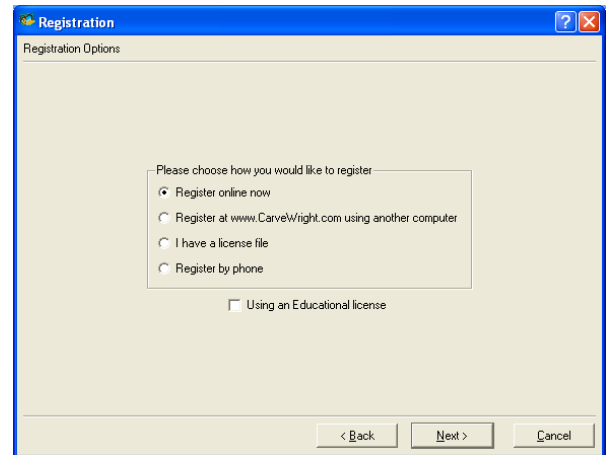 Registration
Registration Options
Please choose how you would like to register
Register online now
Register at www.CarveWright.com using another computer
I have a license file
Register by phone
Using an Educational license
< Back Next > Cancel